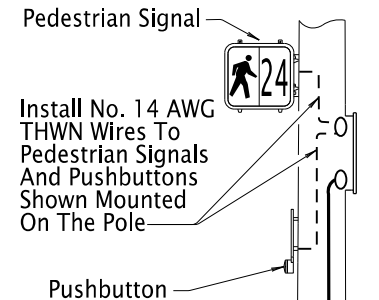 Pedestrian Signal
24
Install No. 14 AWG
THWN Wires To
Pedestrian Signals
And Pushbuttons
Shown Mounted
On The Pole
Pushbutton